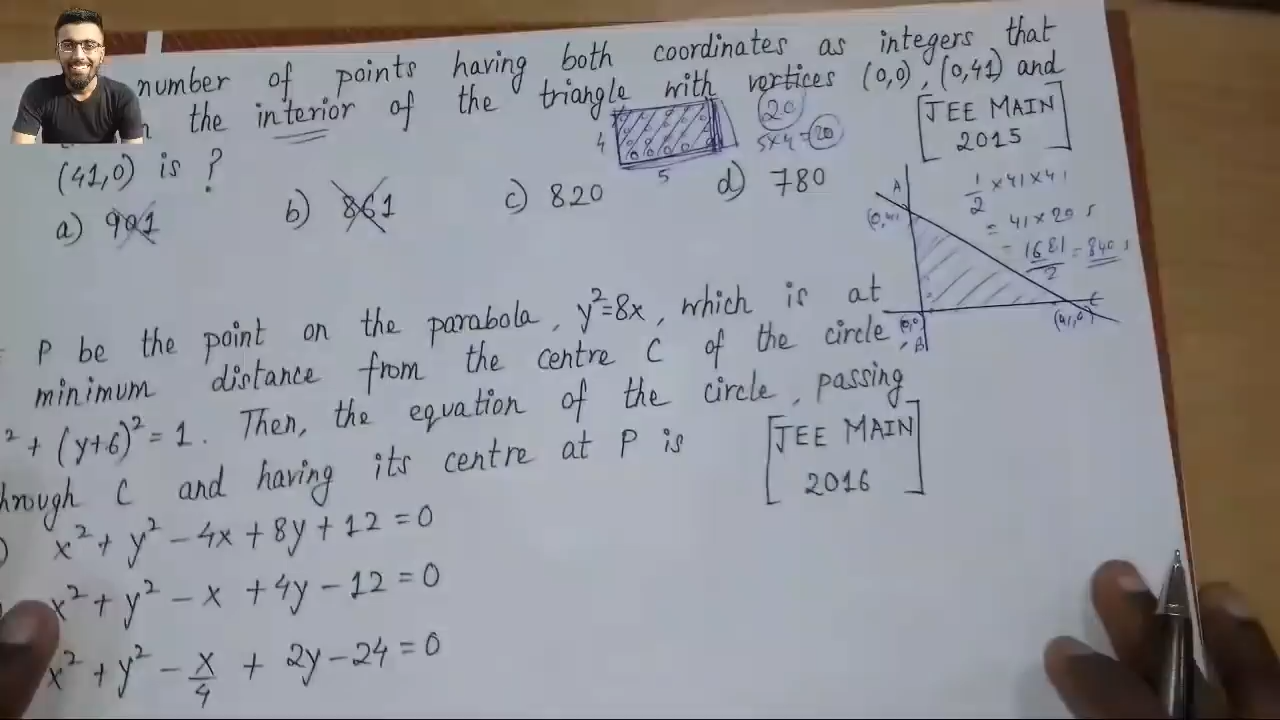 number of points having both coordinates as integers that
the interior of the triangle with vertices (0,0), (0,41) and
(41,0) is ?
[JEE MAIN
2015]
4
5
20
5×4=20
a) 901
b) 861
c) 820
d) 780
1/2 ×41×41
= 41×20 5
= 1681/2 = 840
A
(0,41
(0,0
B
(41,0)
P be the point on the parabola, y²=8x, which is at
minimum distance from the centre C of the circle,
² + (y+6)² = 1. Then, the equation of the circle, passing
hrough C and having its centre at P is
[JEE MAIN
2016]
x² + y² – 4x + 8y + 12 = 0
x² + y² – x + 4y – 12 = 0
x² + y² – x/4 + 2y – 24 = 0